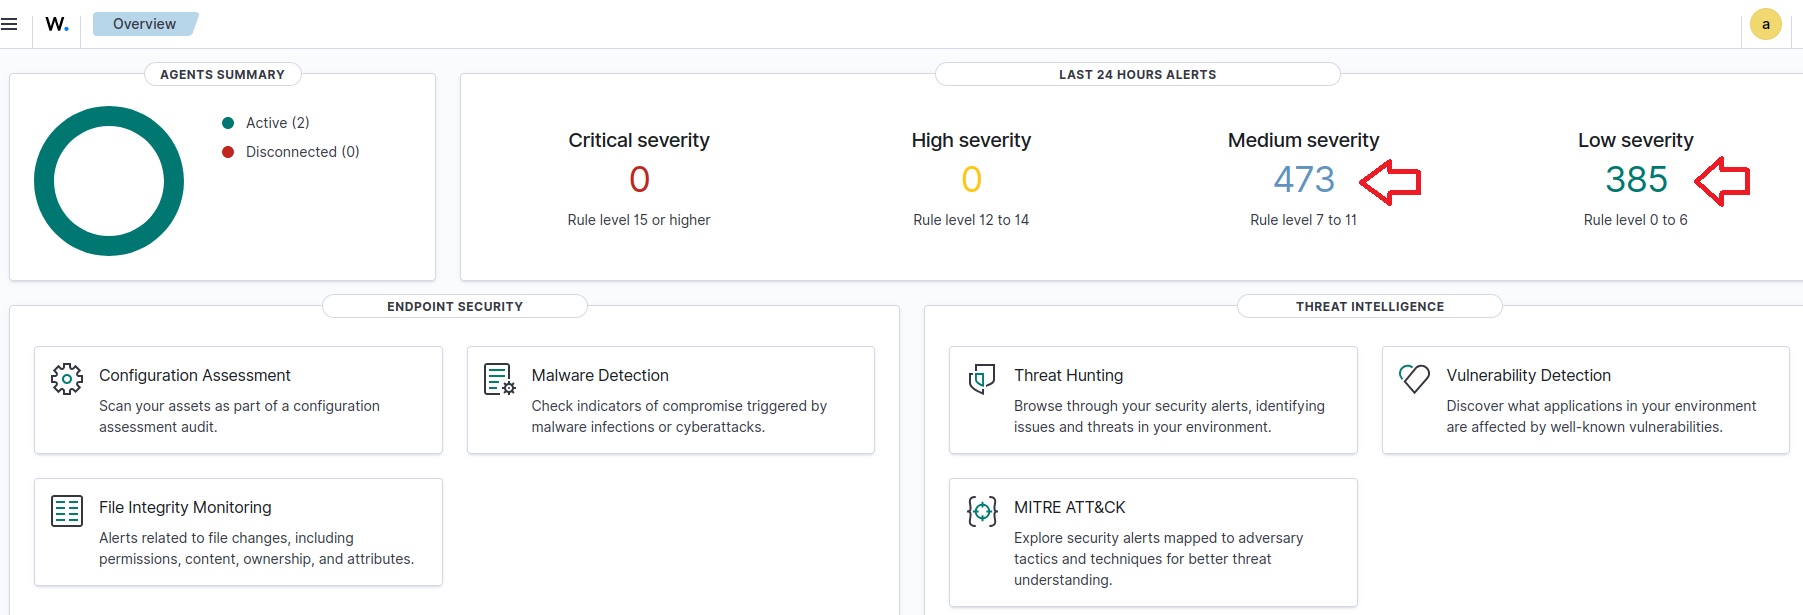 W. Overview a
AGENTS SUMMARY
Active (2)
Disconnected (0)
LAST 24 HOURS ALERTS
Critical severity
0
Rule level 15 or higher
High severity
0
Rule level 12 to 14
Medium severity
473
Rule level 7 to 11
Low severity
385
Rule level 0 to 6
ENDPOINT SECURITY
Configuration Assessment
Scan your assets as part of a configuration
assessment audit.
Malware Detection
Check indicators of compromise triggered by
malware infections or cyberattacks.
File Integrity Monitoring
Alerts related to file changes, including
permissions, content, ownership, and attributes.
THREAT INTELLIGENCE
Threat Hunting
Browse through your security alerts, identifying
issues and threats in your environment.
Vulnerability Detection
Discover what applications in your environment
are affected by well-known vulnerabilities.
MITRE ATT&CK
Explore security alerts mapped to adversary
tactics and techniques for better threat
understanding.